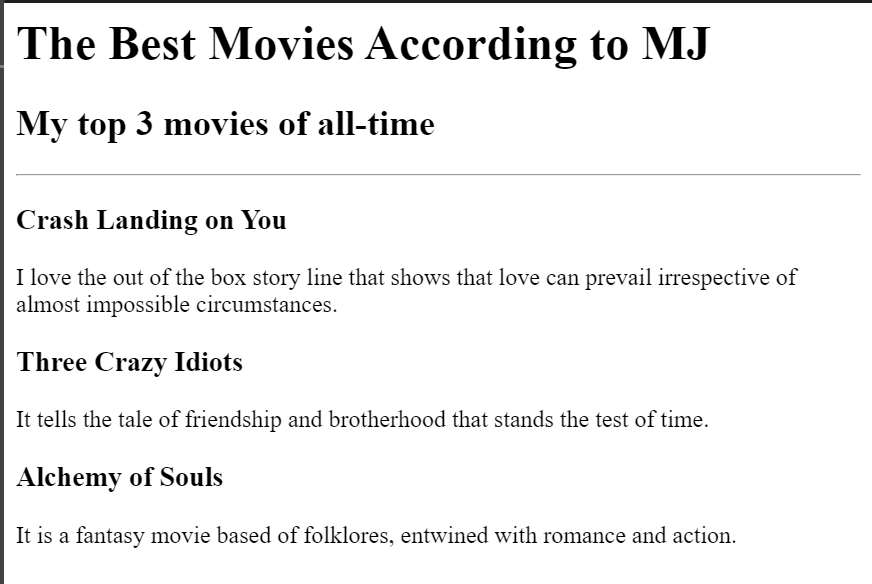 The Best Movies According to MJ
My top 3 movies of all-time
Crash Landing on You
I love the out of the box story line that shows that love can prevail irrespective of
almost impossible circumstances.
Three Crazy Idiots
It tells the tale of friendship and brotherhood that stands the test of time.
Alchemy of Souls
It is a fantasy movie based of folklores, entwined with romance and action.